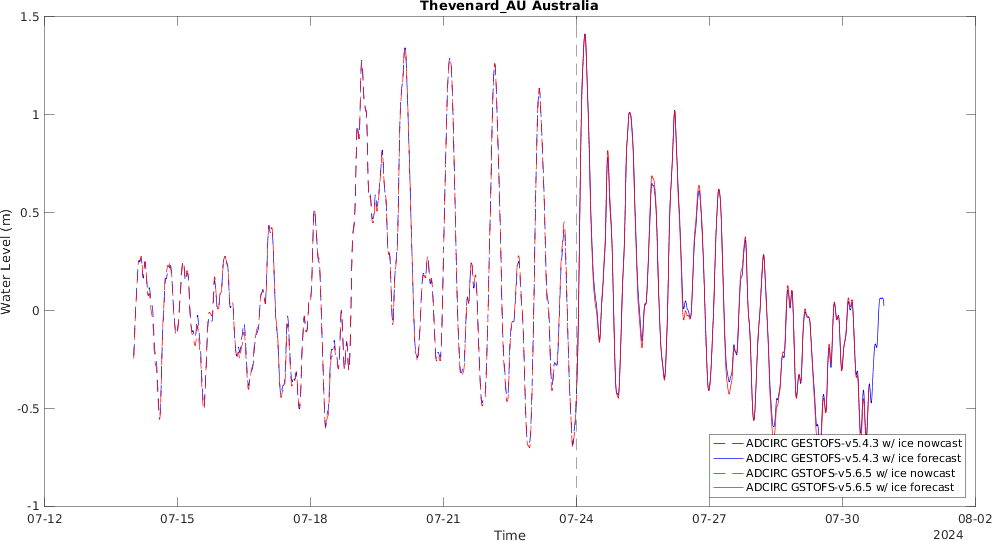 Thevenard_AU Australia
1.5
1
0.5
0
-0.5
-1
Water Level (m)
07-12
07-15
07-18
07-21
07-24
07-27
07-30
08-02
Time
2024
ADCIRC GESTOFS-v5.4.3 w/ ice nowcast
ADCIRC GESTOFS-v5.4.3 w/ ice forecast
ADCIRC GSTOFS-v5.6.5 w/ ice nowcast
ADCIRC GSTOFS-v5.6.5 w/ ice forecast